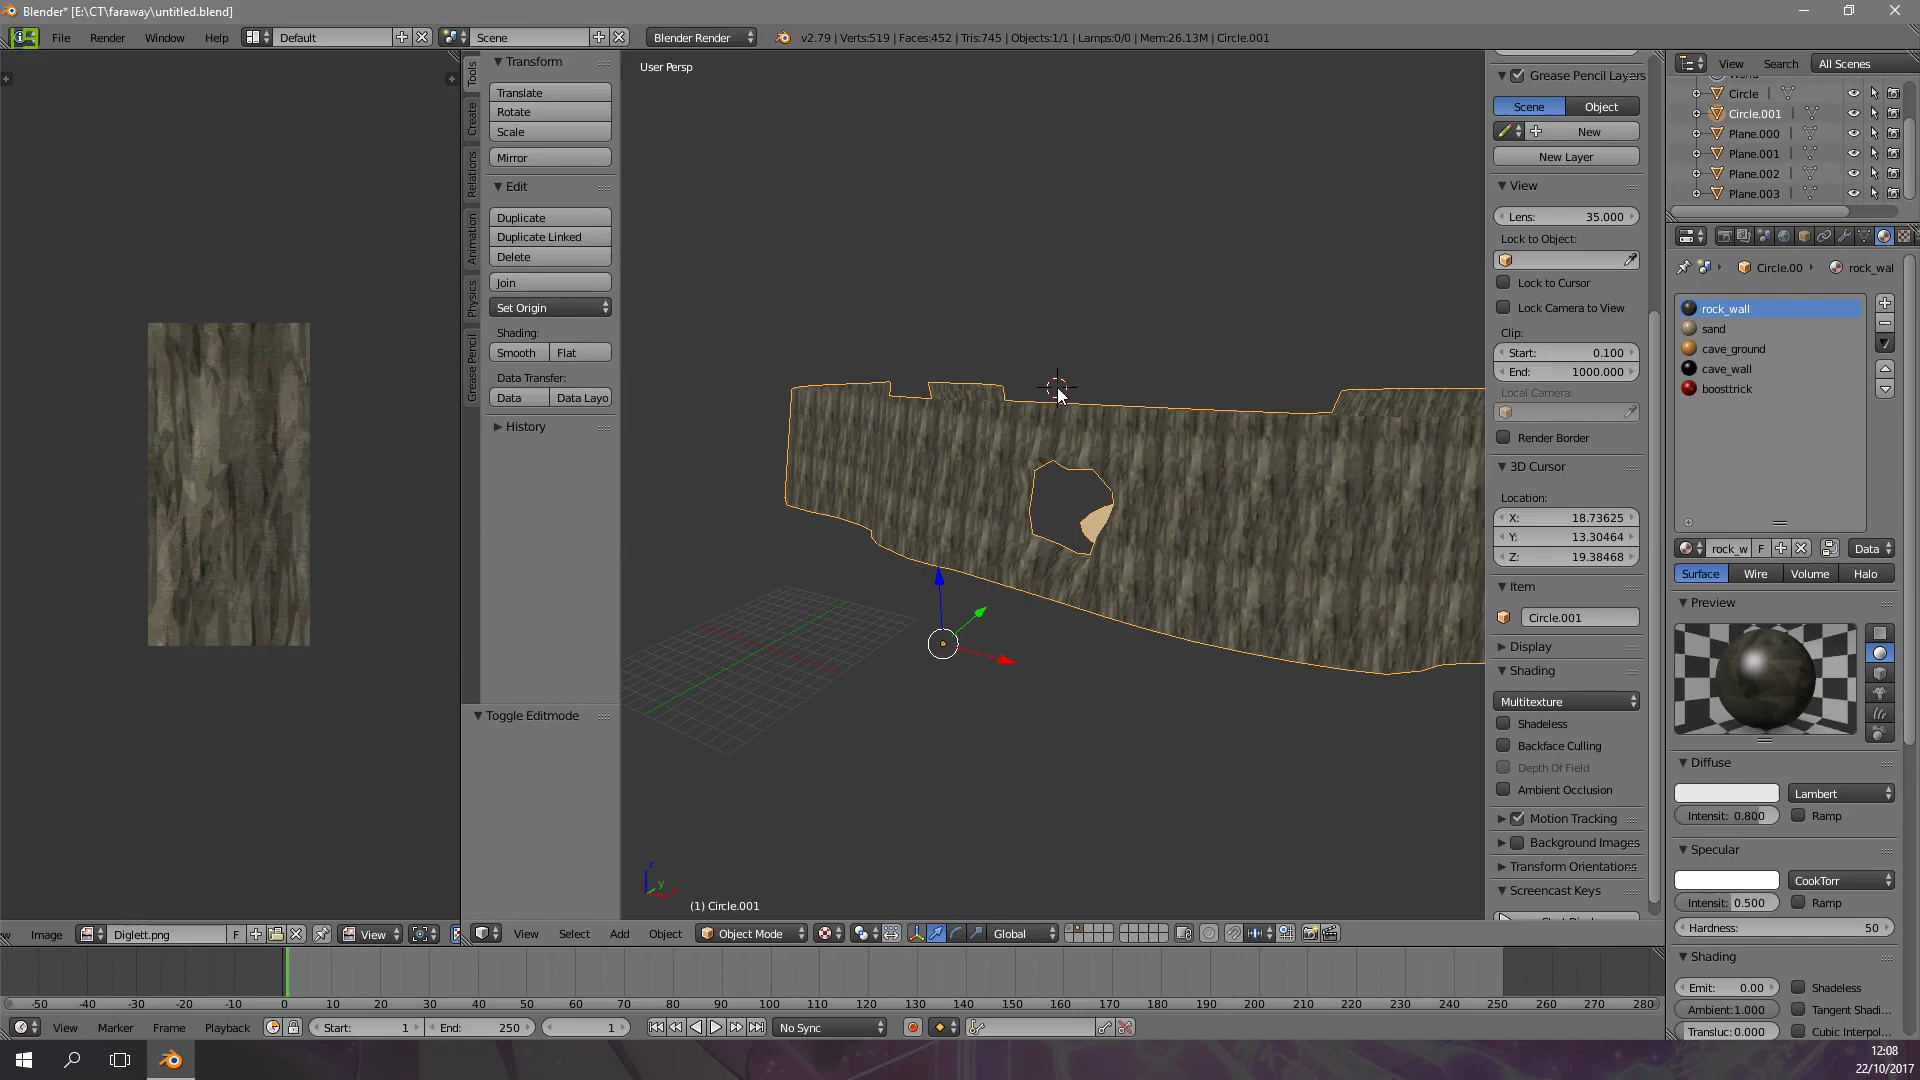 Blender* [E:\CT\faraway\untitled.blend]
File Render Window Help Default Scene Blender Render v2.79 | Verts:519 | Faces:452 | Tris:745 | Objects:1/1 | Lamps:0/0 | Mem:26.13M | Circle.001
Tools
Create
Relations
Animation
Physics
Grease Pencil
Transform
Translate
Rotate
Scale
Mirror
Edit
Duplicate
Duplicate Linked
Delete
Join
Set Origin
Shading:
Smooth Flat
Data Transfer:
Data Data Layo
History
Toggle Editmode
User Persp
z
y
(1) Circle.001
Grease Pencil Layers
Scene Object
New
New Layer
View
Lens: 35.000
Lock to Object:
Lock to Cursor
Lock Camera to View
Clip:
Start: 0.100
End: 1000.000
Local Camera:
Render Border
3D Cursor
Location:
X: 18.73625
Y: 13.30464
Z: 19.38468
Item
Circle.001
Display
Shading
Multitexture
Shadeless
Backface Culling
Depth Of Field
Ambient Occlusion
Motion Tracking
Background Images
Transform Orientations
Screencast Keys
View Search All Scenes
Circle
Circle.001
Plane.000
Plane.001
Plane.002
Plane.003
Circle.00 rock_wal
rock_wall
sand
cave_ground
cave_wall
boosttrick
rock_w F Data
Surface Wire Volume Halo
Preview
Diffuse
Lambert
Intensit: 0.800 Ramp
Specular
CookTorr
Intensit: 0.500 Ramp
Hardness: 50
Shading
Emit: 0.00 Shadeless
Ambient:1.000 Tangent Shadi...
Transluc:0.000 Cubic Interpol...
Image Diglett.png F View
View Select Add Object Object Mode Global
-50 -40 -30 -20 -10 0 10 20 30 40 50 60 70 80 90 100 110 120 130 140 150 160 170 180 190 200 210 220 230 240 250 260 270 280
View Marker Frame Playback Start: 1 End: 250 1 No Sync
12:08
22/10/2017